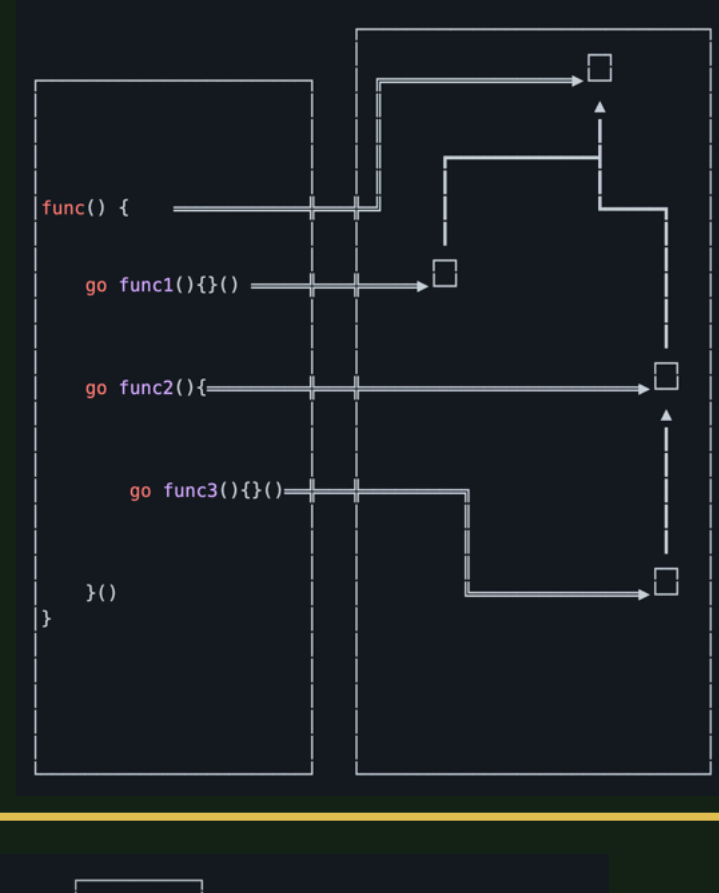 func() {
go func1(){}()
go func2(){
go func3(){}()
}()
}